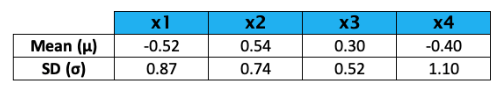 x1 x2 x3 x4
Mean (μ) -0.52 0.54 0.30 -0.40
SD (σ) 0.87 0.74 0.52 1.10